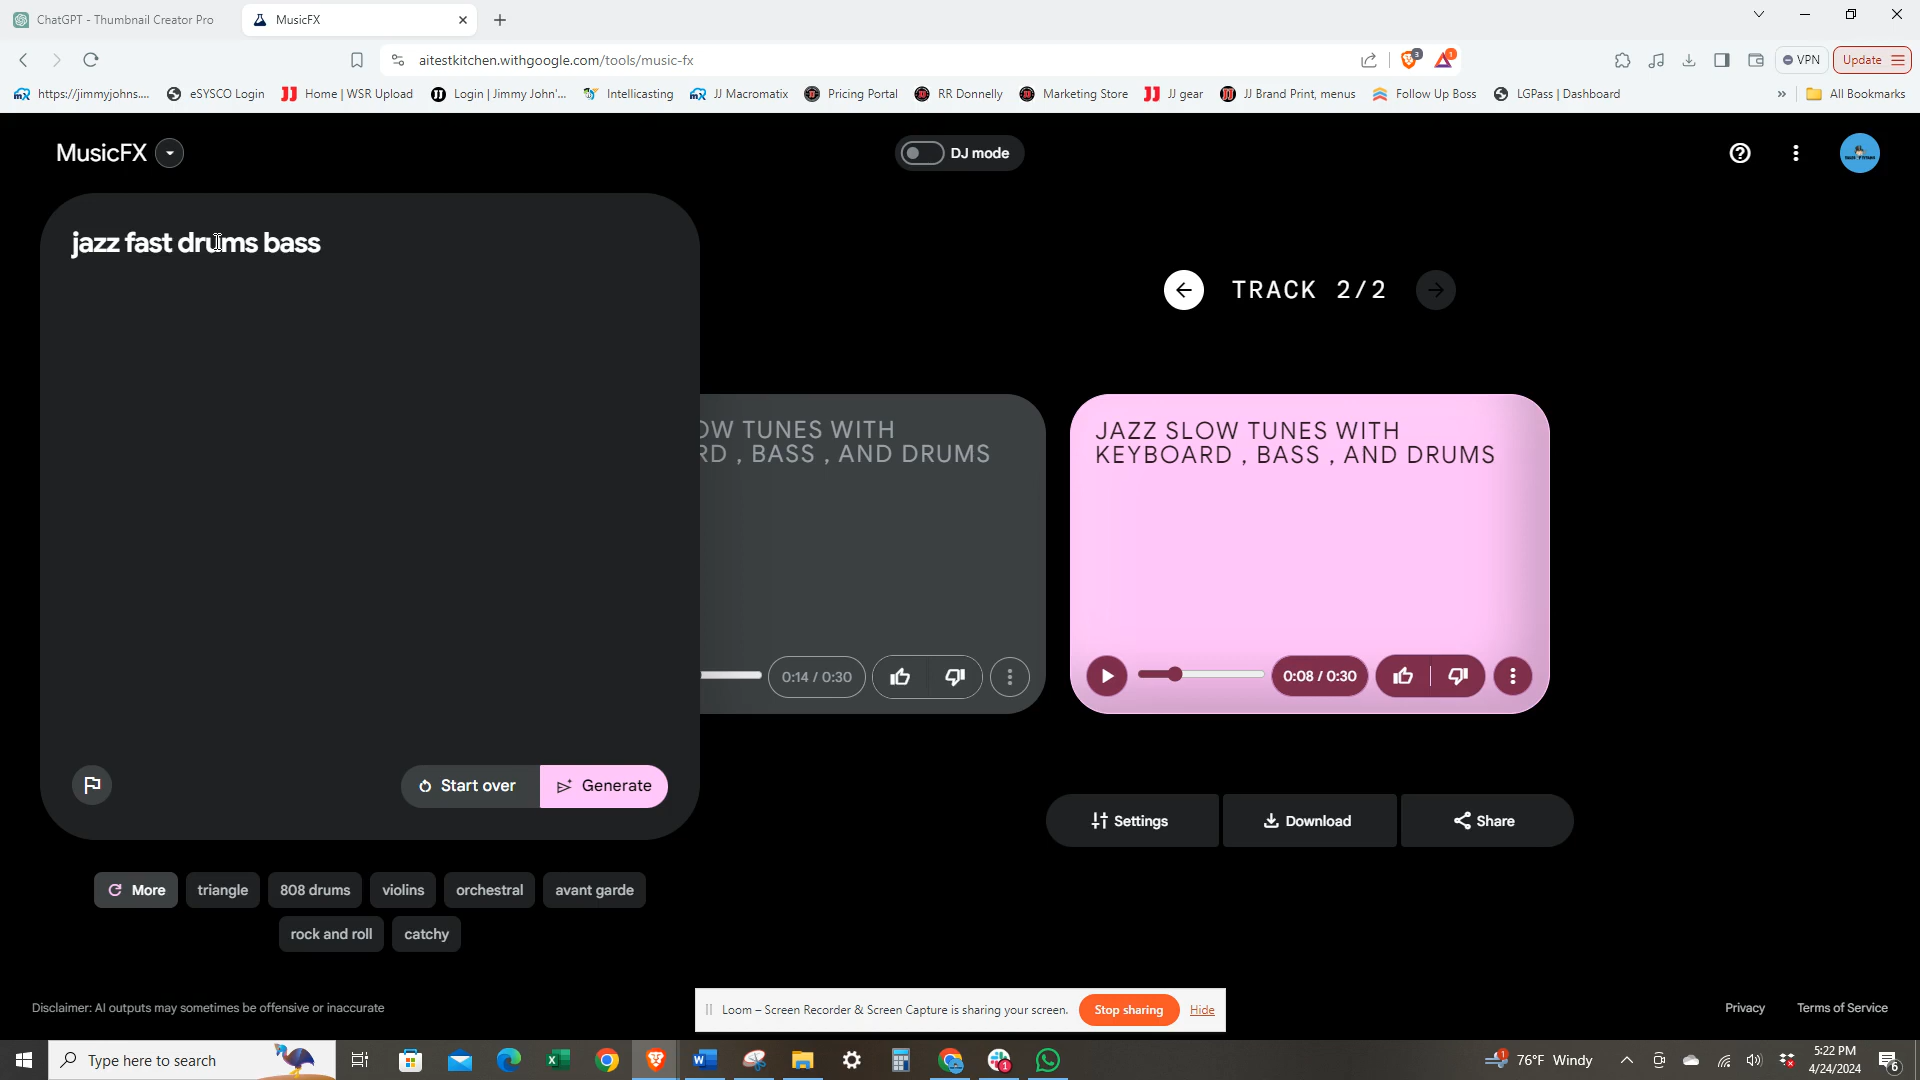 ChatGPT - Thumbnail Creator Pro
MusicFX
aitestkitchen.withgoogle.com/tools/music-fx
3
1
VPN
Update
https://jimmyjohns....
eSYSCO Login
Home | WSR Upload
Login | Jimmy John'...
Intellicasting
JJ Macromatix
Pricing Portal
RR Donnelly
Marketing Store
JJ gear
JJ Brand Print, menus
Follow Up Boss
LGPass | Dashboard
»
All Bookmarks
MusicFX
DJ mode
jazz fast drums bass
TRACK 2/2
OW TUNES WITH
RD , BASS , AND DRUMS
0:14 / 0:30
JAZZ SLOW TUNES WITH
KEYBOARD , BASS , AND DRUMS
0:08 / 0:30
Start over
Generate
Settings
Download
Share
More
triangle
808 drums
violins
orchestral
avant garde
rock and roll
catchy
Disclaimer: AI outputs may sometimes be offensive or inaccurate
Loom – Screen Recorder & Screen Capture is sharing your screen.
Stop sharing
Hide
Privacy
Terms of Service
Type here to search
1
1
76°F Windy
5:22 PM
4/24/2024
6